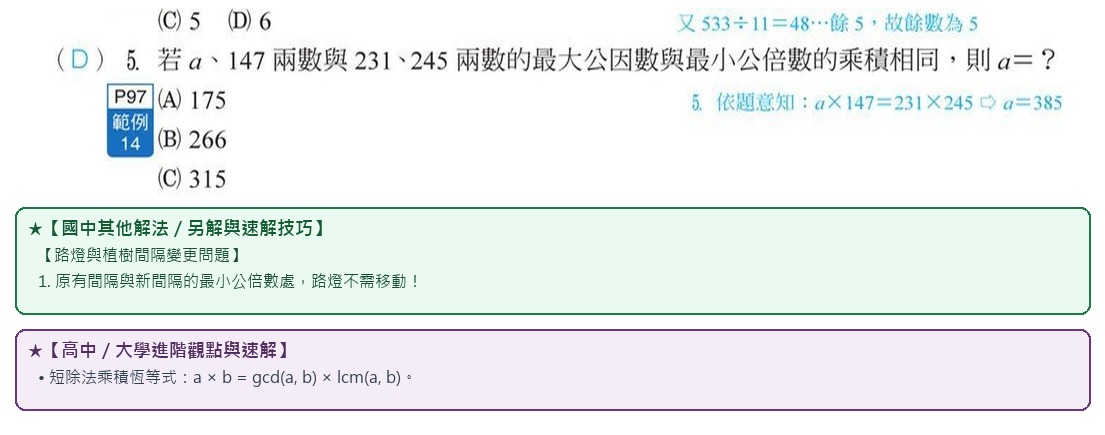 (C) 5　(D) 6
又 533÷11＝48…餘 5，故餘數為 5
（ D ） 5. 若 a、147 兩數與 231、245 兩數的最大公因數與最小公倍數的乘積相同，則 a＝？
P97
範例
14
(A) 175
5. 依題意知：a×147＝231×245 ⇨ a＝385
(B) 266
(C) 315
★【國中其他解法 / 另解與速解技巧】
【路燈與植樹間隔變更問題】
1. 原有間隔與新間隔的最小公倍數處，路燈不需移動！
★【高中 / 大學進階觀點與速解】
• 短除法乘積恆等式：a × b = gcd(a, b) × lcm(a, b)。